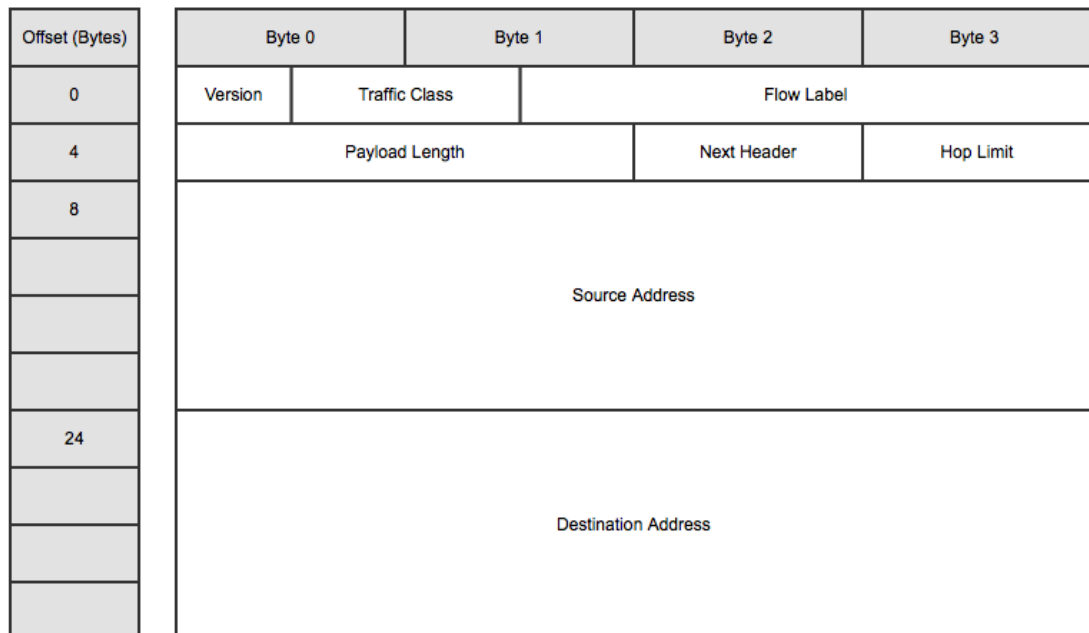 Offset (Bytes) Byte 0 Byte 1 Byte 2 Byte 3
0 Version Traffic Class Flow Label
4 Payload Length Next Header Hop Limit
8
Source Address
24
Destination Address